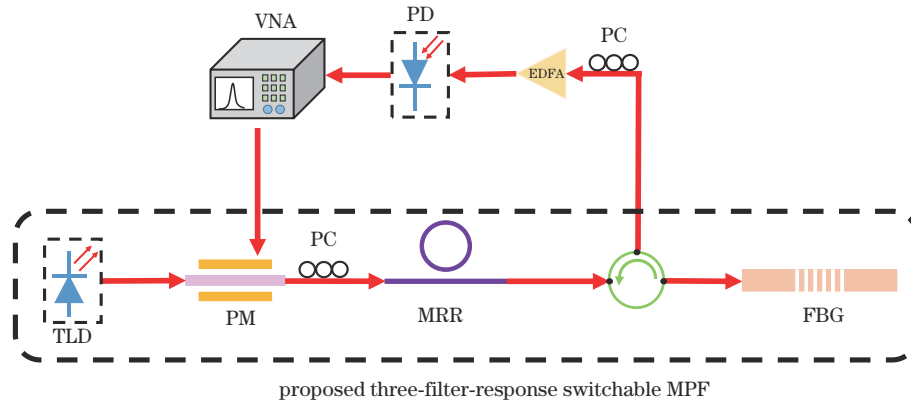 VNA
PD
PC
EDFA
PC
TLD
PM
MRR
FBG
proposed three-filter-response switchable MPF